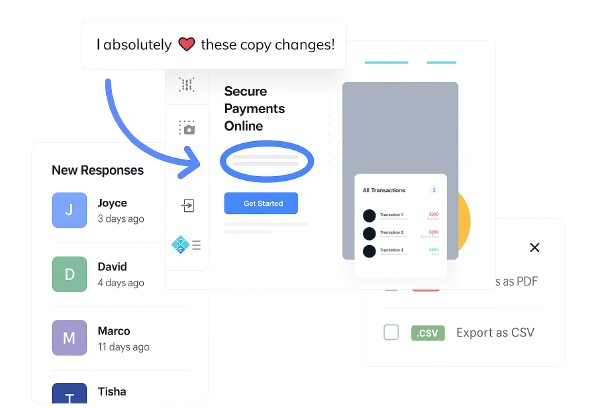 I absolutely ❤️ these copy changes!
Secure
Payments
Online
Get Started
New Responses
J
Joyce
3 days ago
D
David
4 days ago
M
Marco
11 days ago
T
Tisha
All Transactions
Transaction 1
$200
Transaction 2
$200
Transaction 3
s as PDF
.CSV
Export as CSV